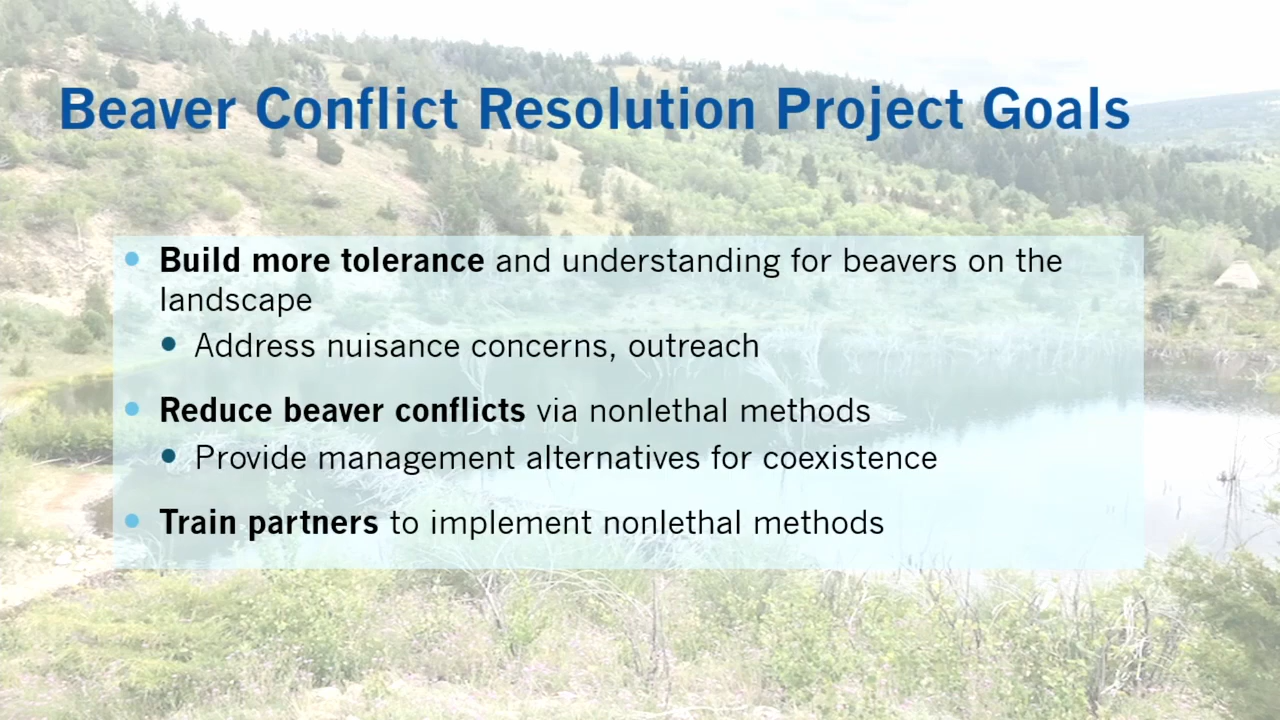 Beaver Conflict Resolution Project Goals
• Build more tolerance and understanding for beavers on the
landscape
• Address nuisance concerns, outreach
• Reduce beaver conflicts via nonlethal methods
• Provide management alternatives for coexistence
• Train partners to implement nonlethal methods